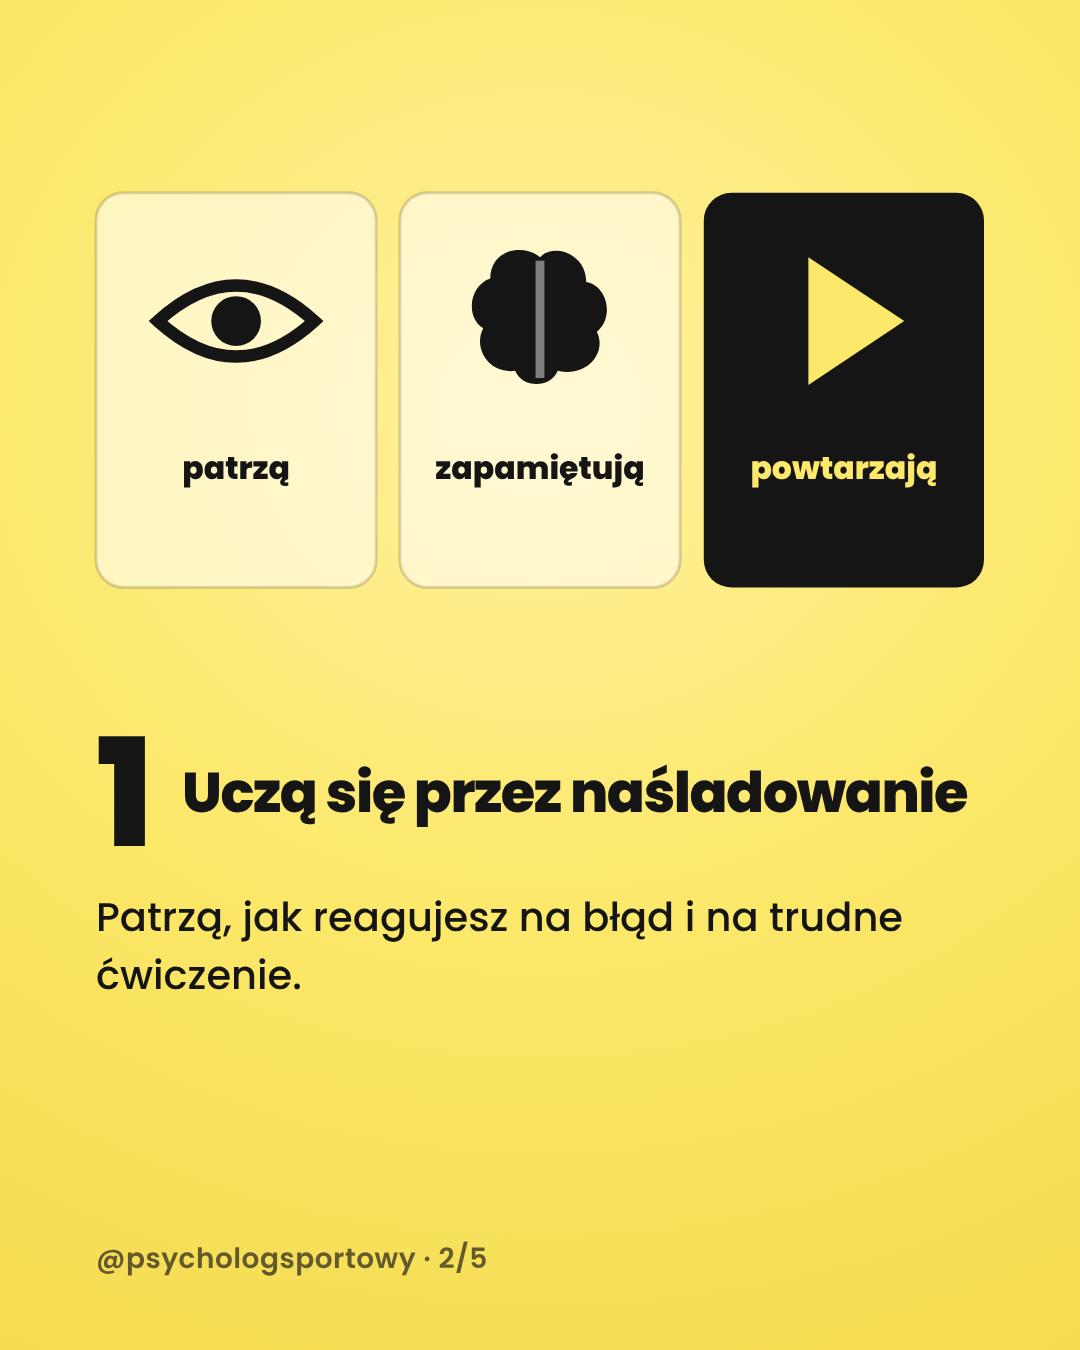 patrzą
zapamiętują
powtarzają
1 Uczą się przez naśladowanie
Patrzą, jak reagujesz na błąd i na trudne
ćwiczenie.
@psychologsportowy · 2/5